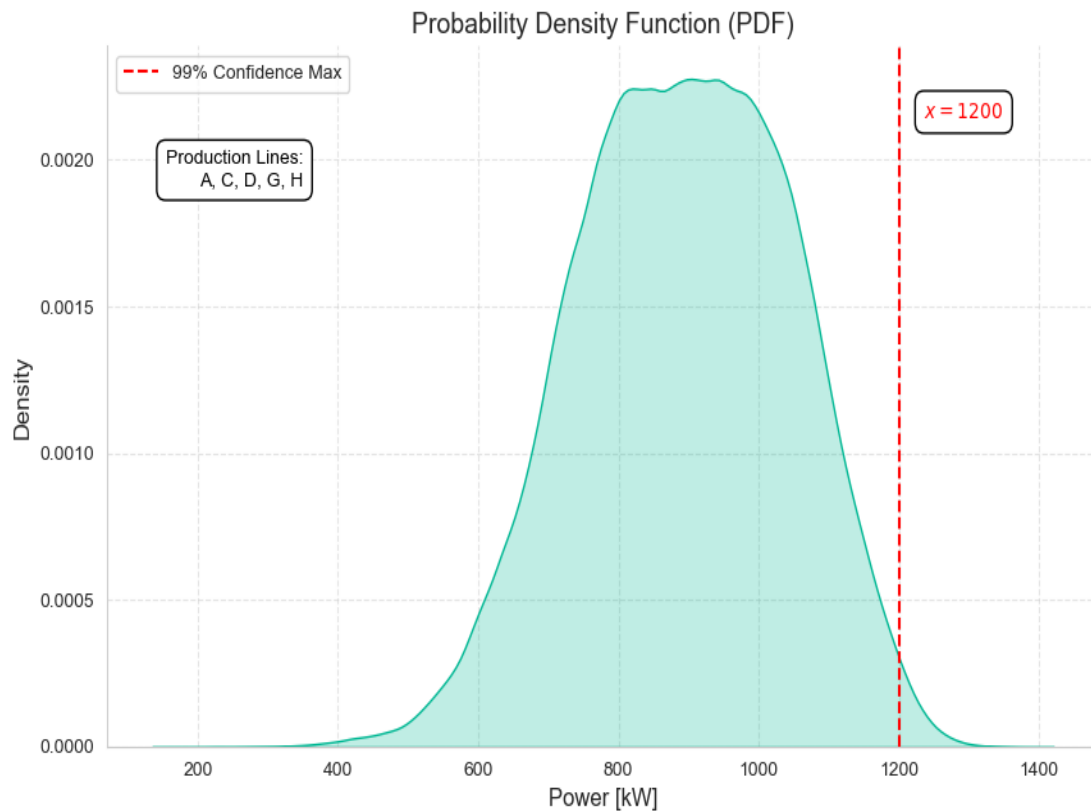 Probability Density Function (PDF)
99% Confidence Max
x = 1200
Production Lines:
A, C, D, G, H
0.0020
0.0015
0.0010
0.0005
0.0000
Density
200 400 600 800 1000 1200 1400
Power [kW]